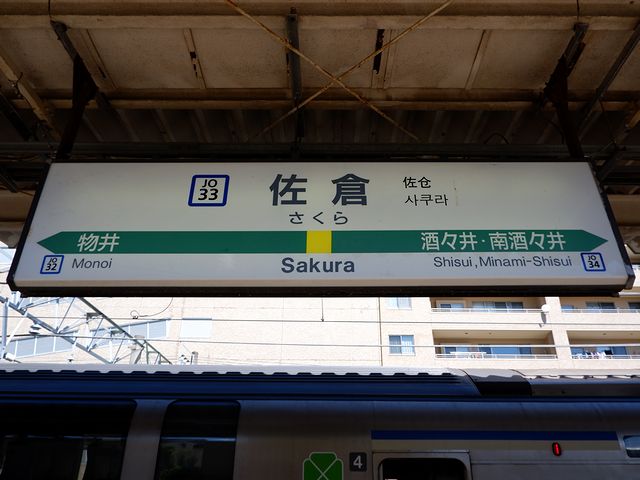 JO
33
佐倉
佐仓
사쿠라
さくら
物井
酒々井・南酒々井
JO
32
Monoi
Sakura
Shisui, Minami-Shisui
JO
34
4